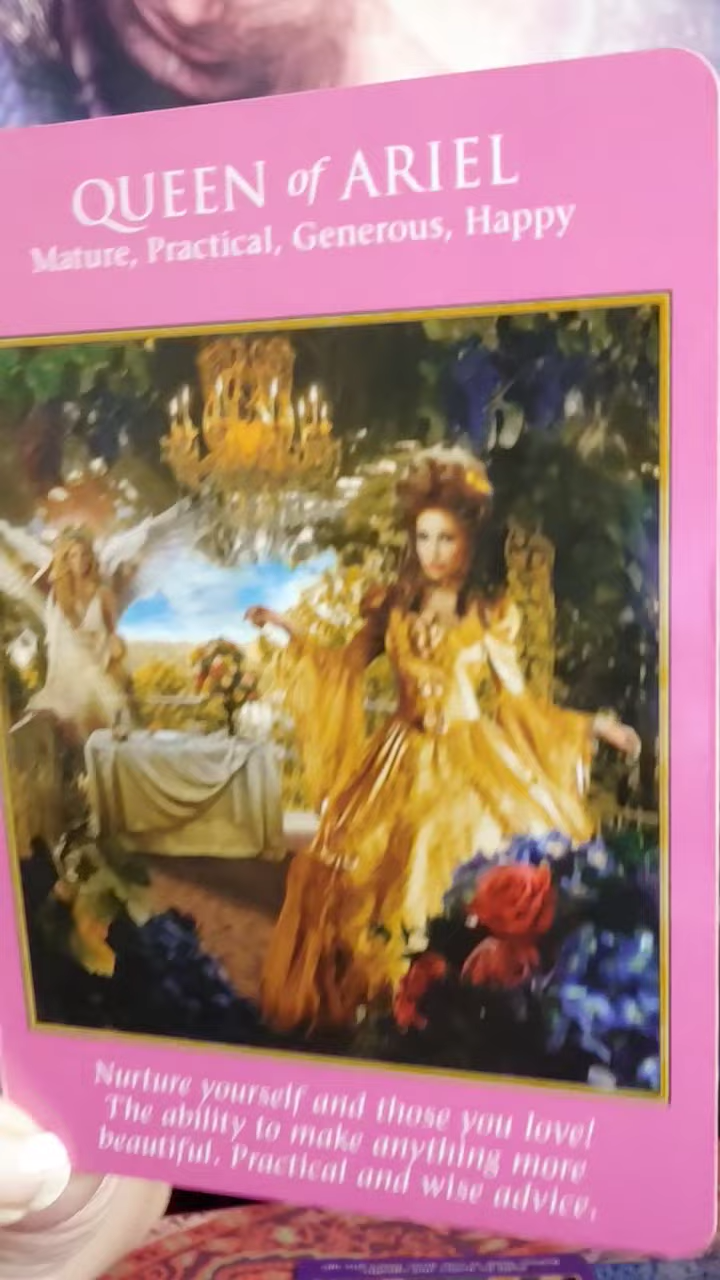 QUEEN of ARIEL
Mature, Practical, Generous, Happy
Nurture yourself and those you love!
The ability to make anything more
beautiful. Practical and wise advice.